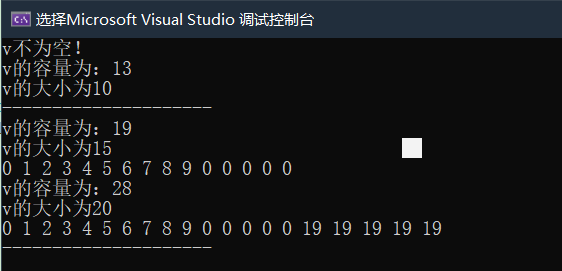 选择Microsoft Visual Studio 调试控制台
v不为空!
v的容量为：13
v的大小为10
---------------------
v的容量为：19
v的大小为15
0 1 2 3 4 5 6 7 8 9 0 0 0 0 0
v的容量为：28
v的大小为20
0 1 2 3 4 5 6 7 8 9 0 0 0 0 0 19 19 19 19 19
---------------------